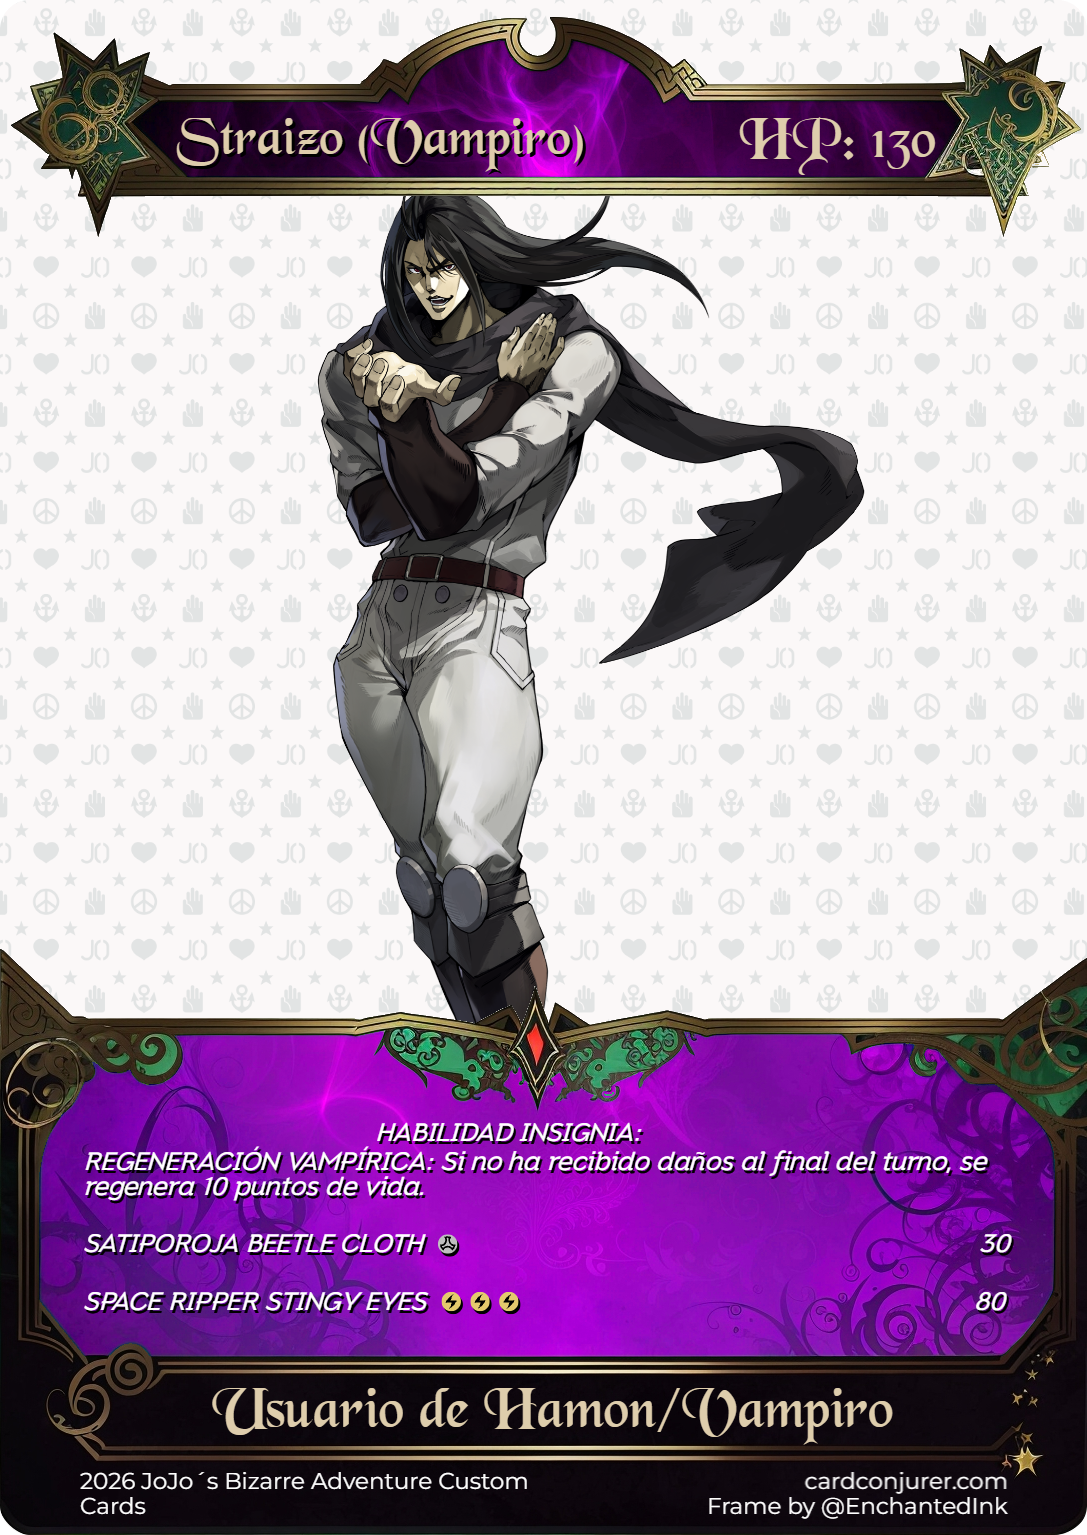 Straizo (Vampiro) HP: 130
HABILIDAD INSIGNIA:
REGENERACIÓN VAMPÍRICA: Si no ha recibido daños al final del turno, se
regenera 10 puntos de vida.
SATIPOROJA BEETLE CLOTH 30
SPACE RIPPER STINGY EYES 80
Usuario de Hamon/Vampiro
2026 JoJo´s Bizarre Adventure Custom
Cards
cardconjurer.com
Frame by @EnchantedInk